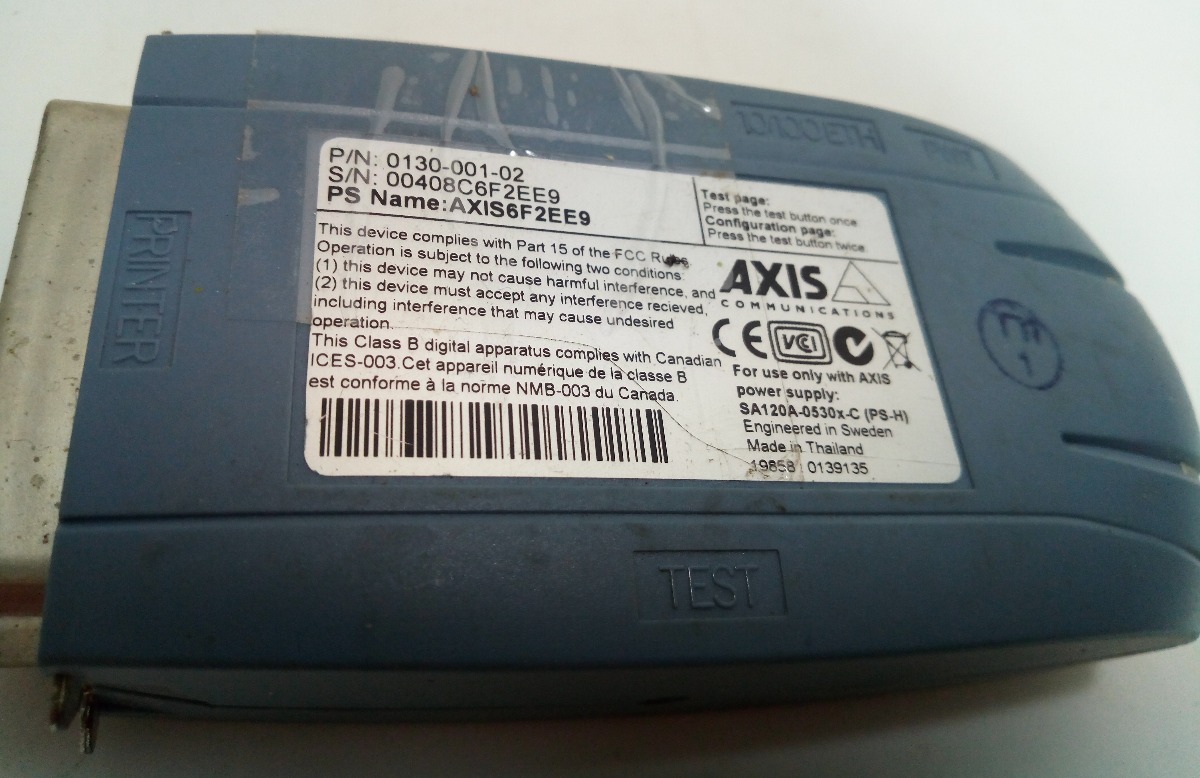 P/N: 0130-001-02
S/N: 00408C6F2EE9
PS Name:AXIS6F2EE9
Test page:
Press the test button once
Configuration page:
Press the test button twice
This device complies with Part 15 of the FCC Rules.
Operation is subject to the following two conditions:
(1) this device may not cause harmful interference, and
(2) this device must accept any interference recieved,
including interference that may cause undesired
operation.
This Class B digital apparatus complies with Canadian
ICES-003.Cet appareil numérique de la classe B
est conforme à la norme NMB-003 du Canada.
AXIS
COMMUNICATIONS
CE VCI
For use only with AXIS
power supply:
SA120A-0530x-C (PS-H)
Engineered in Sweden
Made in Thailand
19858 0139135
PRINTER
TEST
1